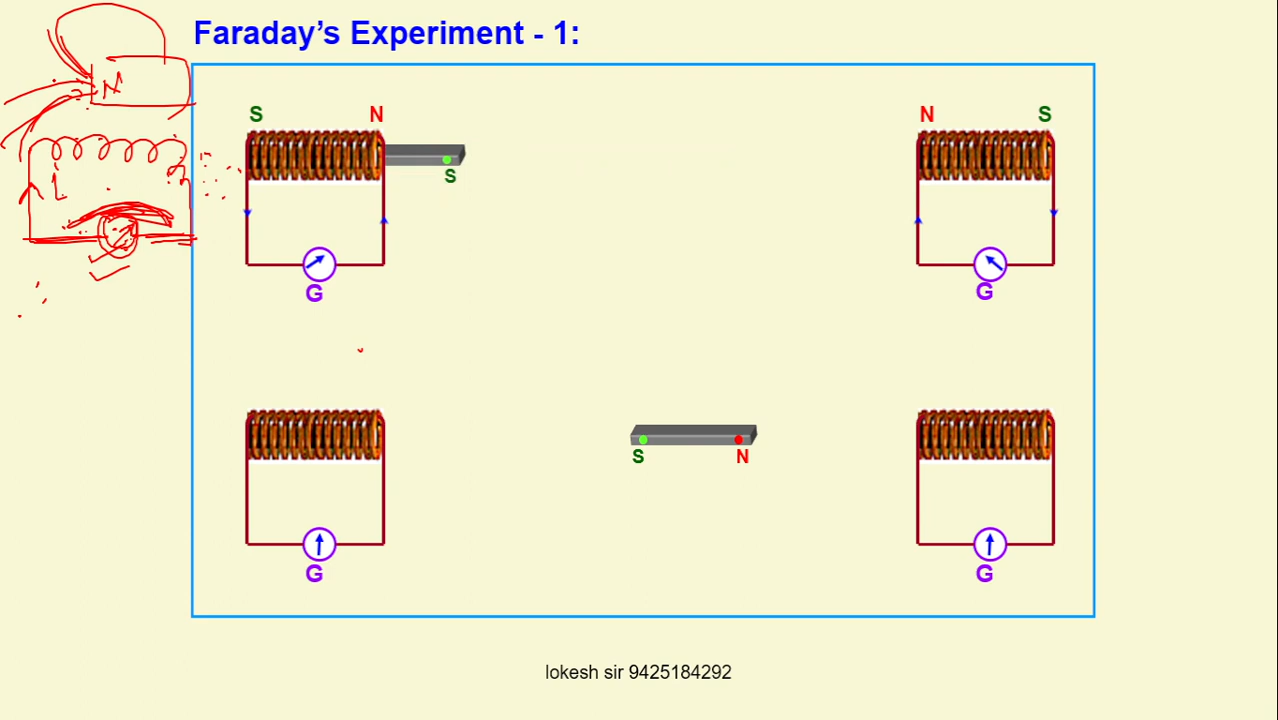 Faraday's Experiment - 1:
N
S N
S
G
N S
G
G
S N
G
lokesh sir 9425184292